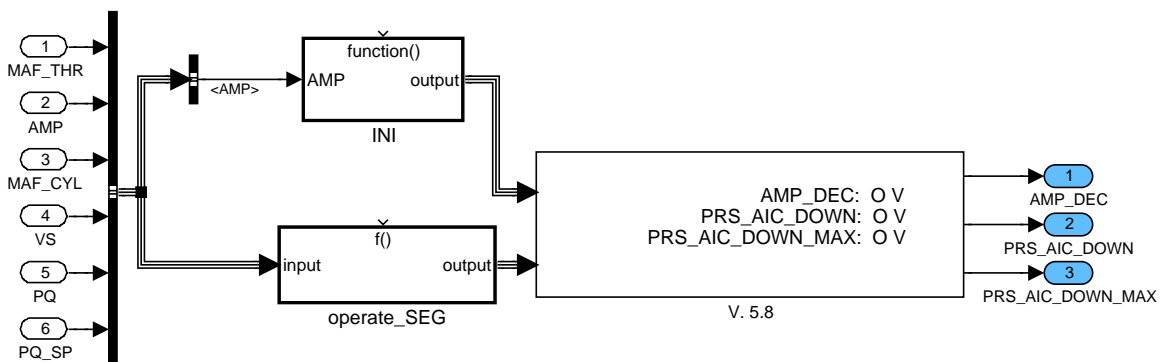 1
MAF_THR
2
AMP
3
MAF_CYL
4
VS
5
PQ
6
PQ_SP
<AMP>
function()
AMP output
INI
f()
input output
operate_SEG
AMP_DEC: O V
PRS_AIC_DOWN: O V
PRS_AIC_DOWN_MAX: O V
V. 5.8
1
AMP_DEC
2
PRS_AIC_DOWN
3
PRS_AIC_DOWN_MAX